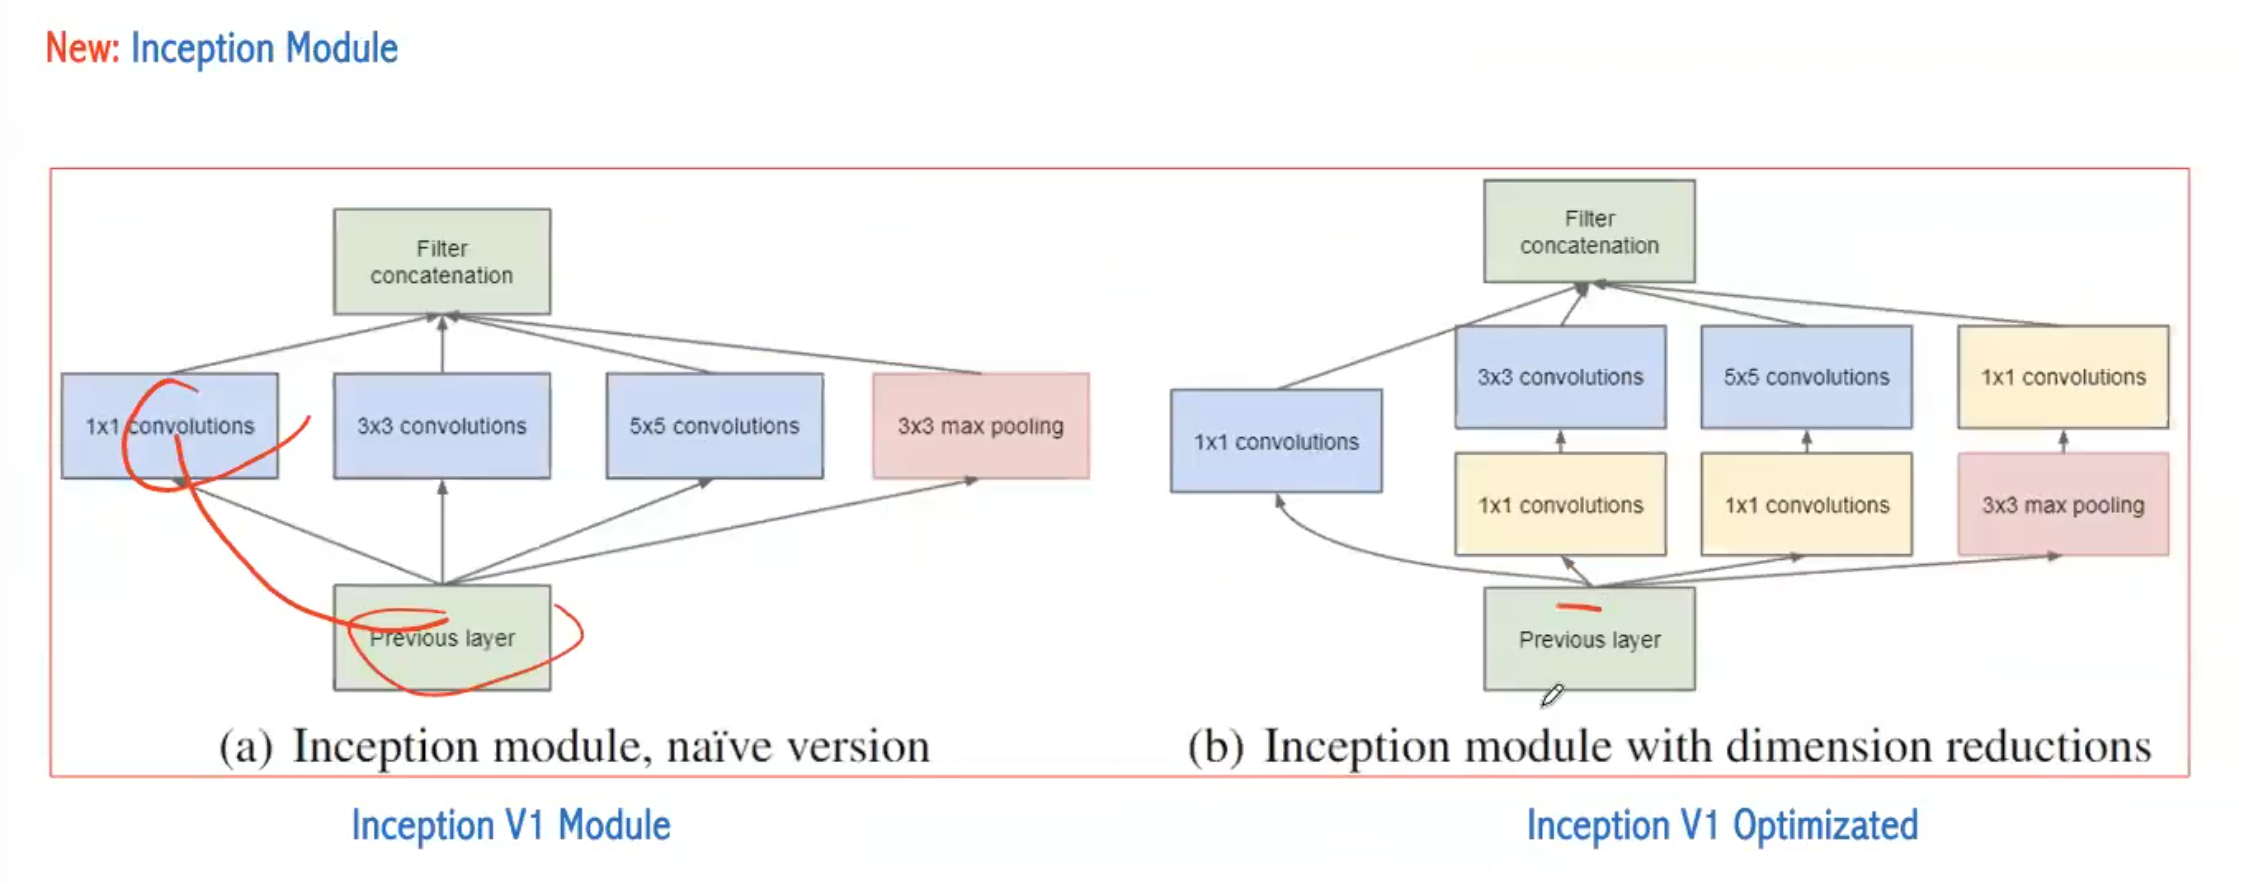 New: Inception Module
Filter
concatenation
1x1 convolutions
3x3 convolutions
5x5 convolutions
3x3 max pooling
Previous layer
(a) Inception module, naïve version
Inception V1 Module
Filter
concatenation
3x3 convolutions
5x5 convolutions
1x1 convolutions
1x1 convolutions
1x1 convolutions
1x1 convolutions
3x3 max pooling
Previous layer
(b) Inception module with dimension reductions
Inception V1 Optimizated